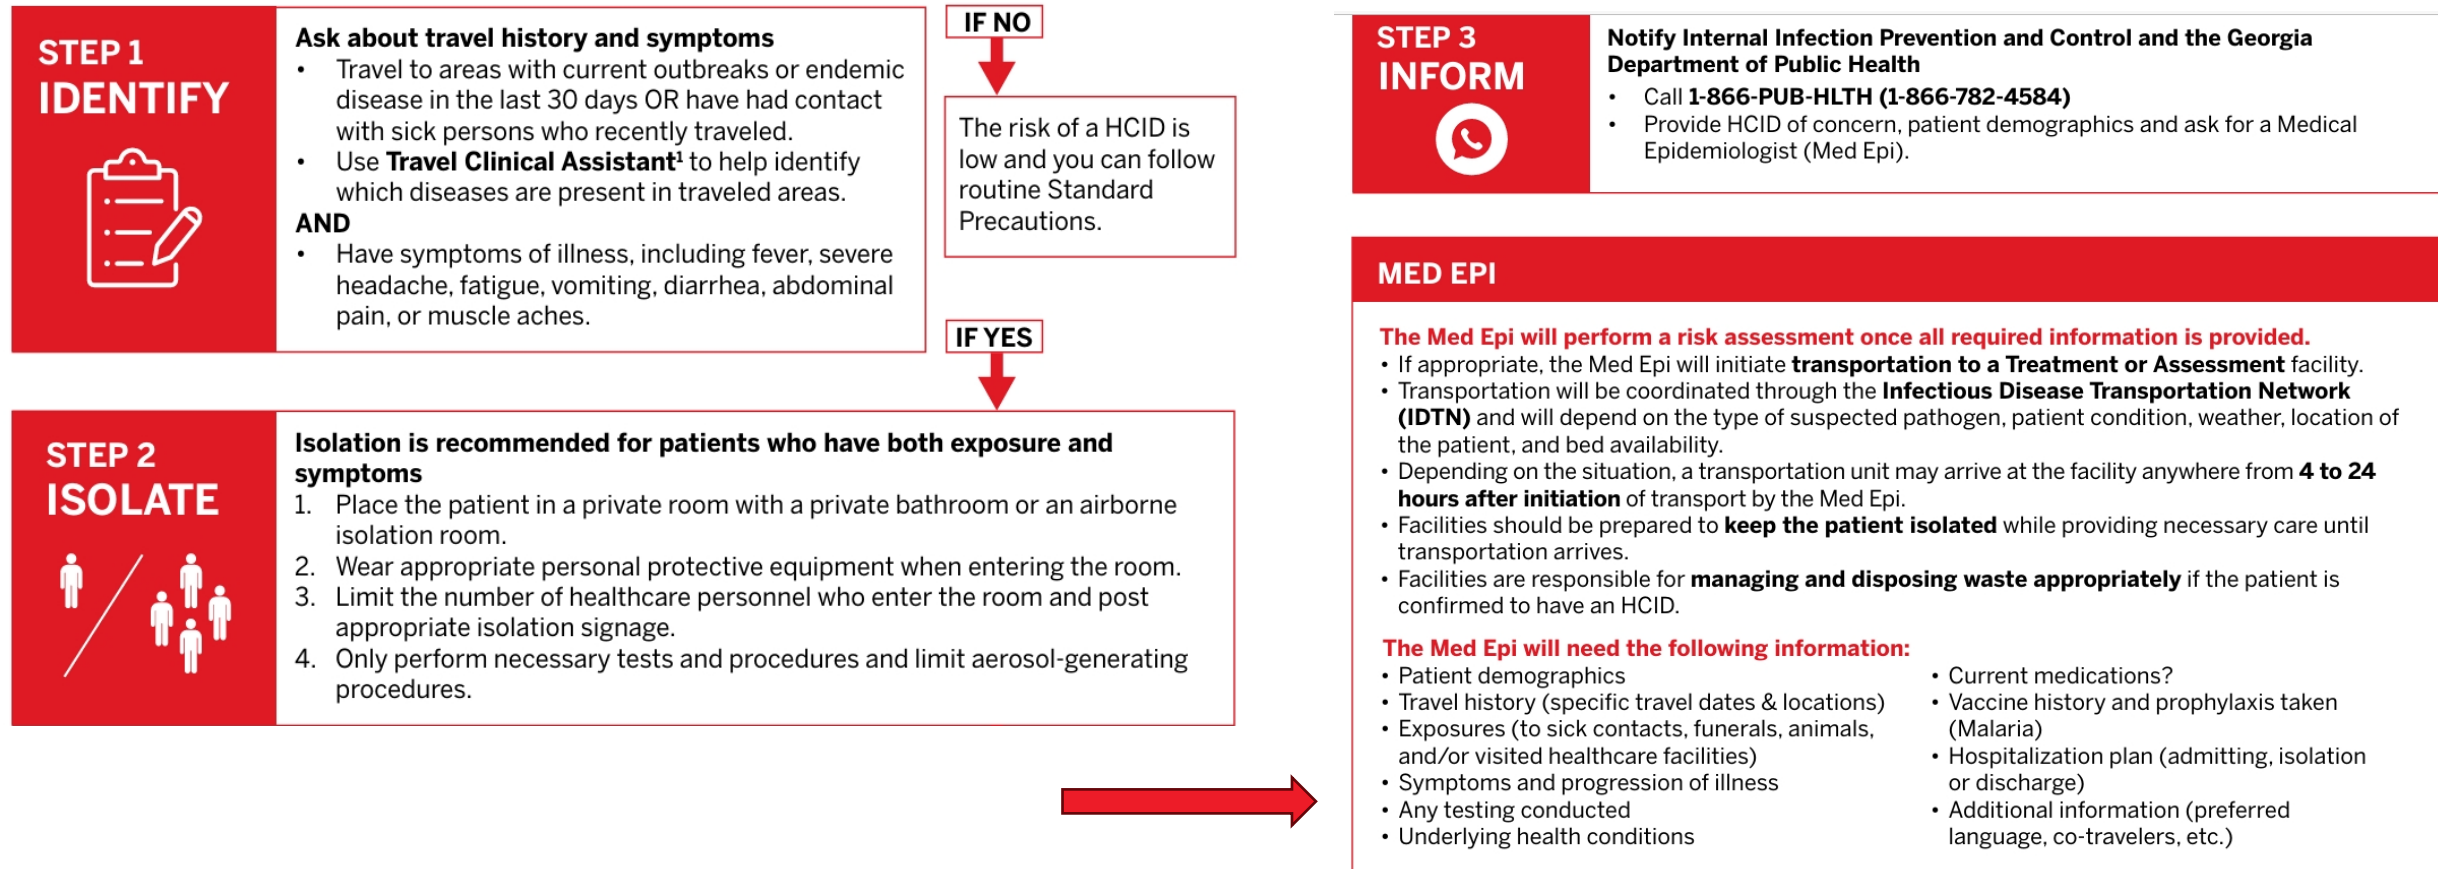 STEP 1
IDENTIFY
Ask about travel history and symptoms
• Travel to areas with current outbreaks or endemic
disease in the last 30 days OR have had contact
with sick persons who recently traveled.
• Use Travel Clinical Assistant¹ to help identify
which diseases are present in traveled areas.
AND
• Have symptoms of illness, including fever, severe
headache, fatigue, vomiting, diarrhea, abdominal
pain, or muscle aches.
IF NO
The risk of a HCID is
low and you can follow
routine Standard
Precautions.
IF YES
STEP 2
ISOLATE
Isolation is recommended for patients who have both exposure and
symptoms
1. Place the patient in a private room with a private bathroom or an airborne
isolation room.
2. Wear appropriate personal protective equipment when entering the room.
3. Limit the number of healthcare personnel who enter the room and post
appropriate isolation signage.
4. Only perform necessary tests and procedures and limit aerosol-generating
procedures.
STEP 3
INFORM
Notify Internal Infection Prevention and Control and the Georgia
Department of Public Health
• Call 1-866-PUB-HLTH (1-866-782-4584)
• Provide HCID of concern, patient demographics and ask for a Medical
Epidemiologist (Med Epi).
MED EPI
The Med Epi will perform a risk assessment once all required information is provided.
• If appropriate, the Med Epi will initiate transportation to a Treatment or Assessment facility.
• Transportation will be coordinated through the Infectious Disease Transportation Network
(IDTN) and will depend on the type of suspected pathogen, patient condition, weather, location of
the patient, and bed availability.
• Depending on the situation, a transportation unit may arrive at the facility anywhere from 4 to 24
hours after initiation of transport by the Med Epi.
• Facilities should be prepared to keep the patient isolated while providing necessary care until
transportation arrives.
• Facilities are responsible for managing and disposing waste appropriately if the patient is
confirmed to have an HCID.
The Med Epi will need the following information:
• Patient demographics
• Travel history (specific travel dates & locations)
• Exposures (to sick contacts, funerals, animals,
and/or visited healthcare facilities)
• Symptoms and progression of illness
• Any testing conducted
• Underlying health conditions
• Current medications?
• Vaccine history and prophylaxis taken
(Malaria)
• Hospitalization plan (admitting, isolation
or discharge)
• Additional information (preferred
language, co-travelers, etc.)